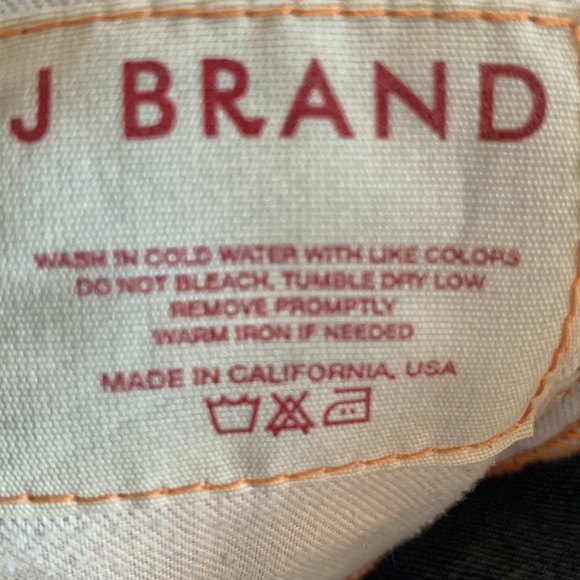 J BRAND
WASH IN COLD WATER WITH LIKE COLORS
DO NOT BLEACH, TUMBLE DRY LOW
REMOVE PROMPTLY
WARM IRON IF NEEDED
MADE IN CALIFORNIA, USA